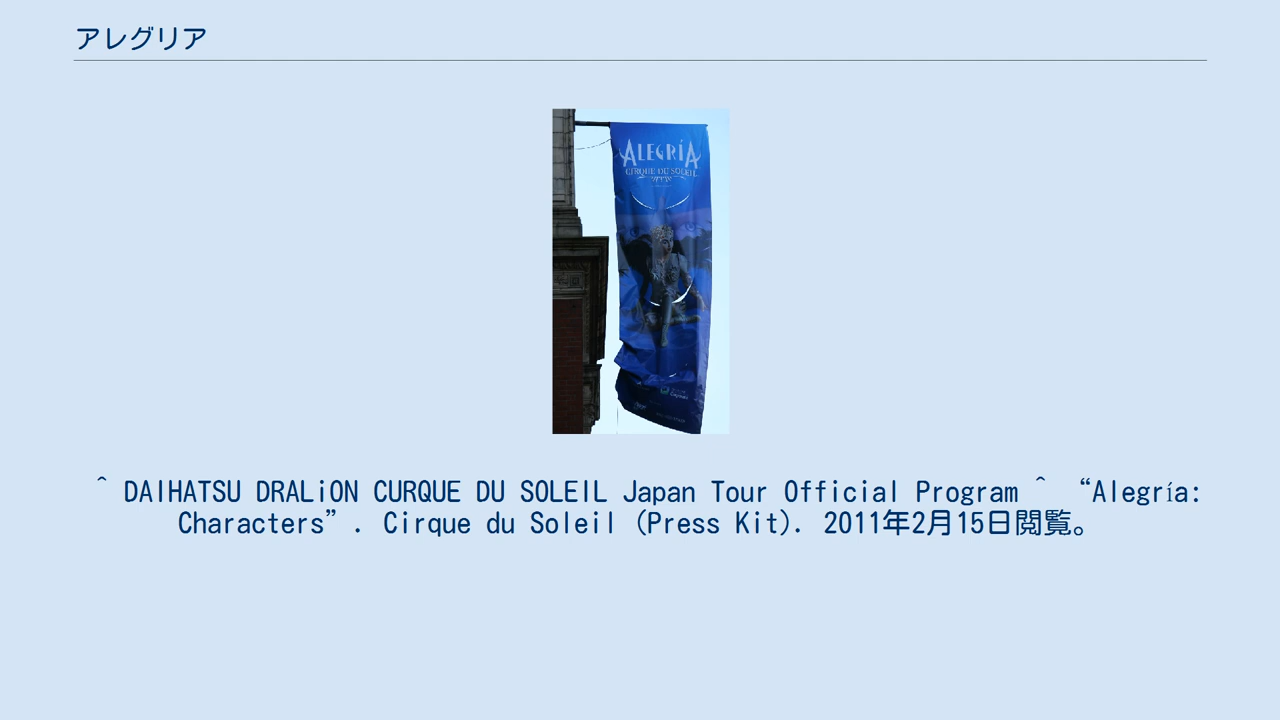 アレグリア
ALEGRÍA
CIRQUE DU SOLEIL
^ DAIHATSU DRALiON CURQUE DU SOLEIL Japan Tour Official Program ^ “Alegría:
Characters”. Cirque du Soleil (Press Kit). 2011年2月15日閲覧。